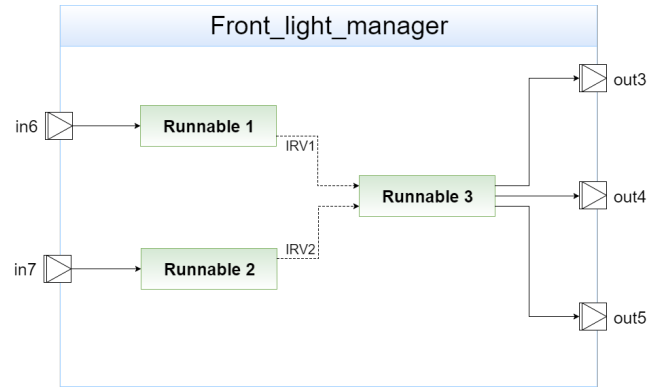 Front_light_manager
out3
in6
Runnable 1
IRV1
Runnable 3
out4
IRV2
in7
Runnable 2
out5